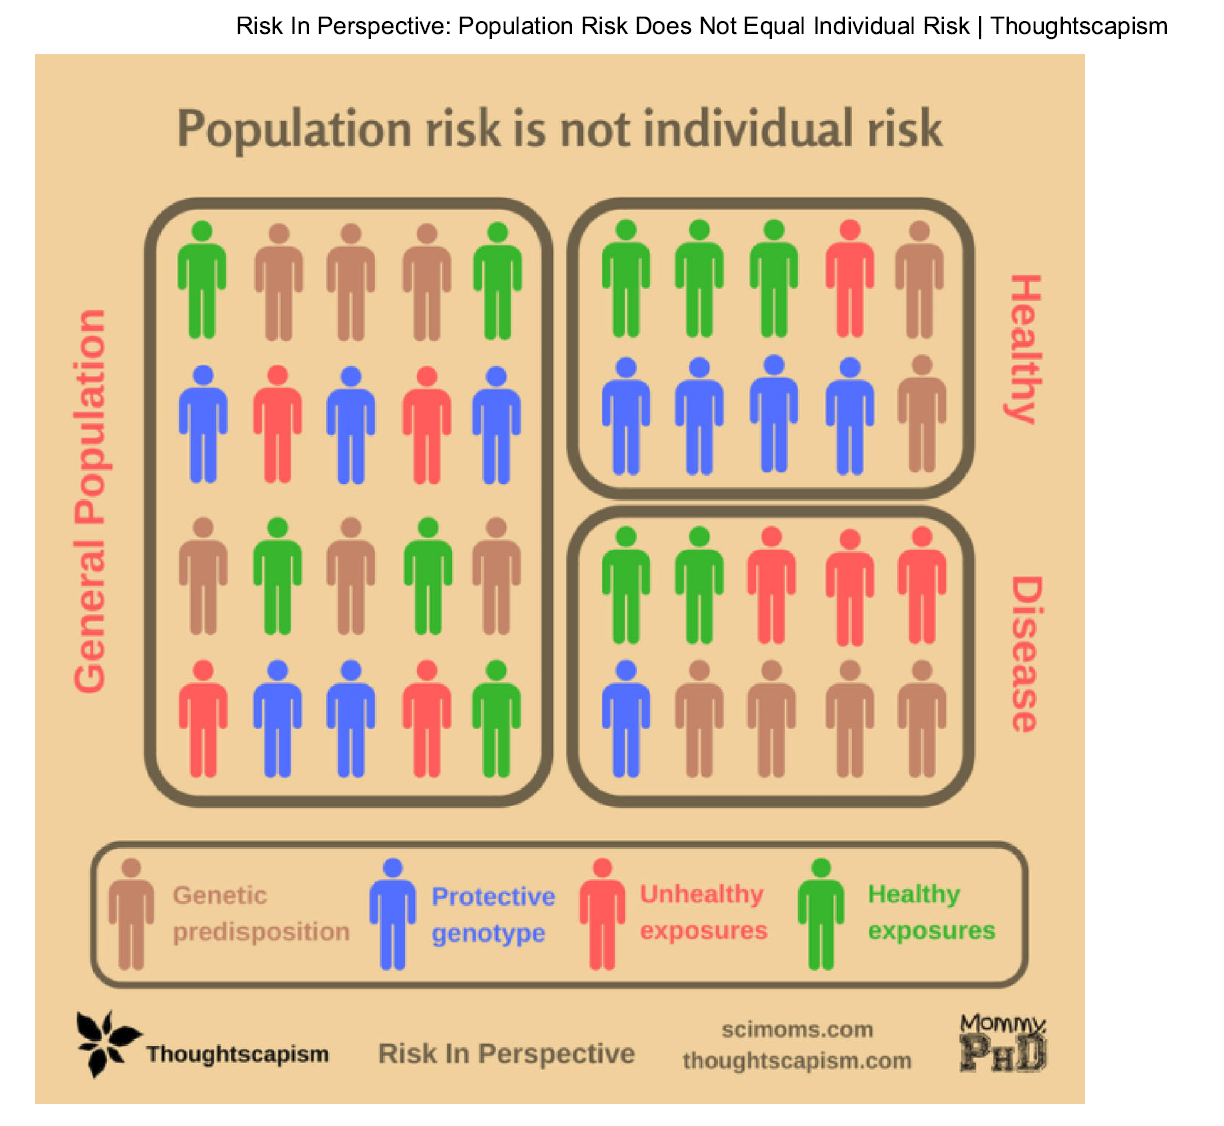 Risk In Perspective: Population Risk Does Not Equal Individual Risk | Thoughtscapism
Population risk is not individual risk
General Population
Healthy
Disease
Genetic
predisposition
Protective
genotype
Unhealthy
exposures
Healthy
exposures
Thoughtscapism
Risk In Perspective
scimoms.com
thoughtscapism.com
Mommy,
PHD